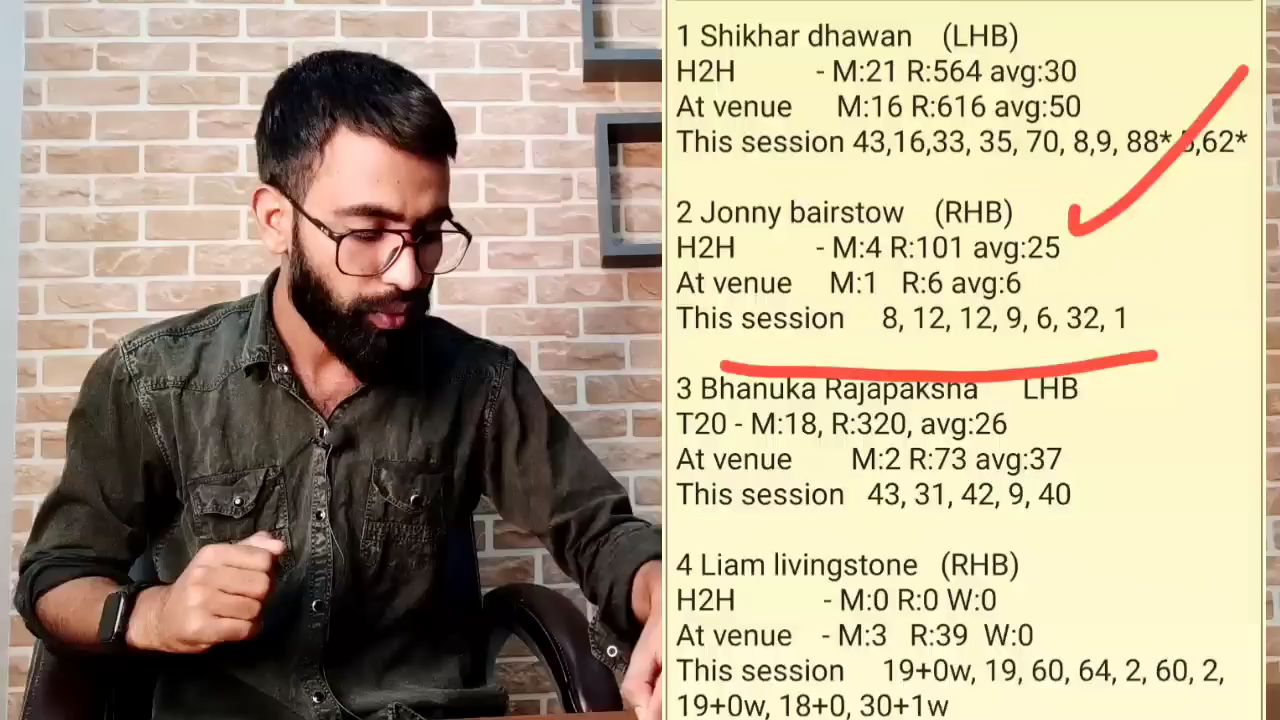 1 Shikhar dhawan (LHB)
H2H - M:21 R:564 avg:30
At venue M:16 R:616 avg:50
This session 43,16,33, 35, 70, 8,9, 88* 5,62*
2 Jonny bairstow (RHB)
H2H - M:4 R:101 avg:25
At venue M:1 R:6 avg:6
This session 8, 12, 12, 9, 6, 32, 1
3 Bhanuka Rajapaksha LHB
T20 - M:18, R:320, avg:26
At venue M:2 R:73 avg:37
This session 43, 31, 42, 9, 40
4 Liam livingstone (RHB)
H2H - M:0 R:0 W:0
At venue - M:3 R:39 W:0
This session 19+0w, 19, 60, 64, 2, 60, 2,
19+0w, 18+0, 30+1w